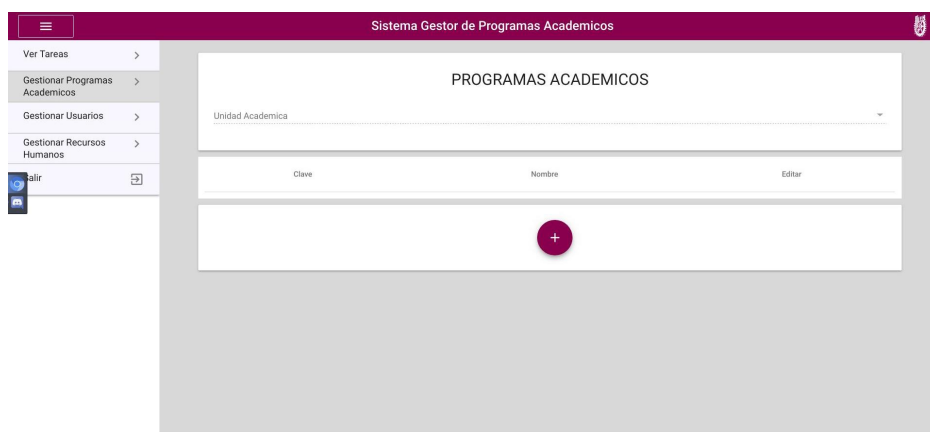 Sistema Gestor de Programas Academicos
Ver Tareas
Gestionar Programas
Academicos
Gestionar Usuarios
Gestionar Recursos
Humanos
Salir
PROGRAMAS ACADEMICOS
Unidad Academica
Clave Nombre Editar
+